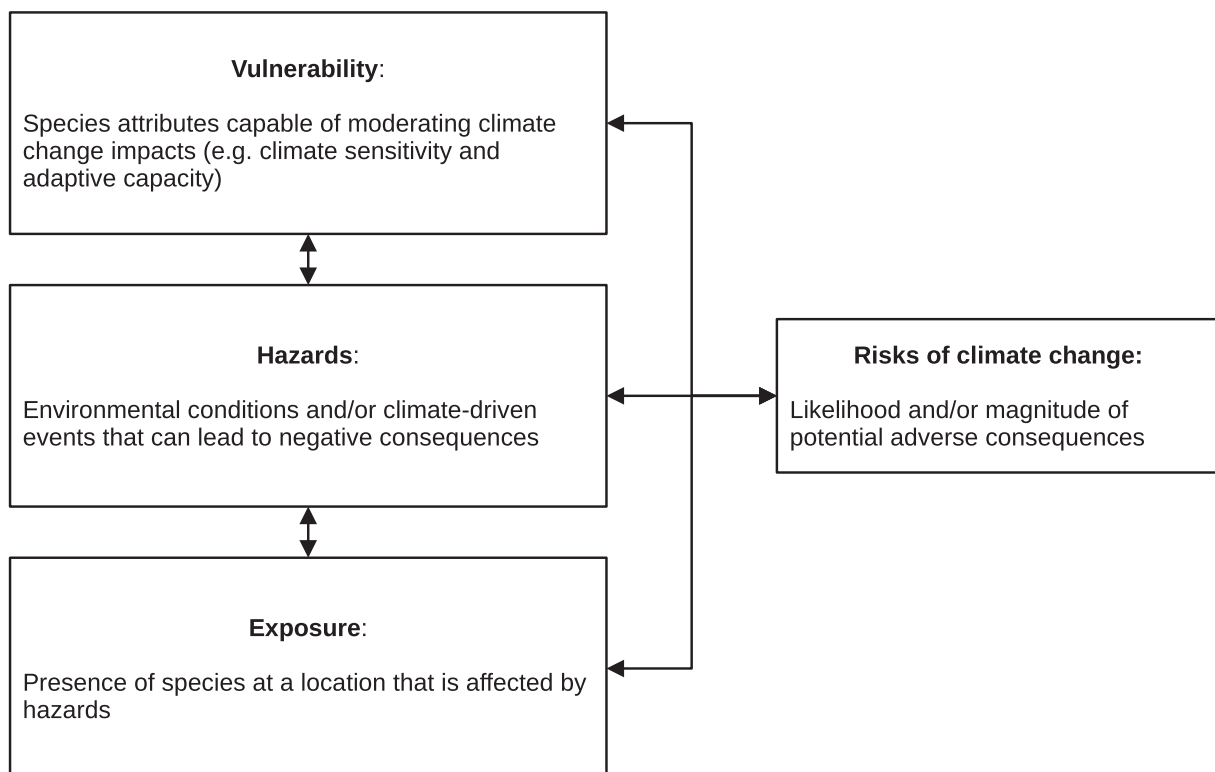 Vulnerability:
Species attributes capable of moderating climate
change impacts (e.g. climate sensitivity and
adaptive capacity)
Hazards:
Environmental conditions and/or climate-driven
events that can lead to negative consequences
Exposure:
Presence of species at a location that is affected by
hazards
Risks of climate change:
Likelihood and/or magnitude of
potential adverse consequences